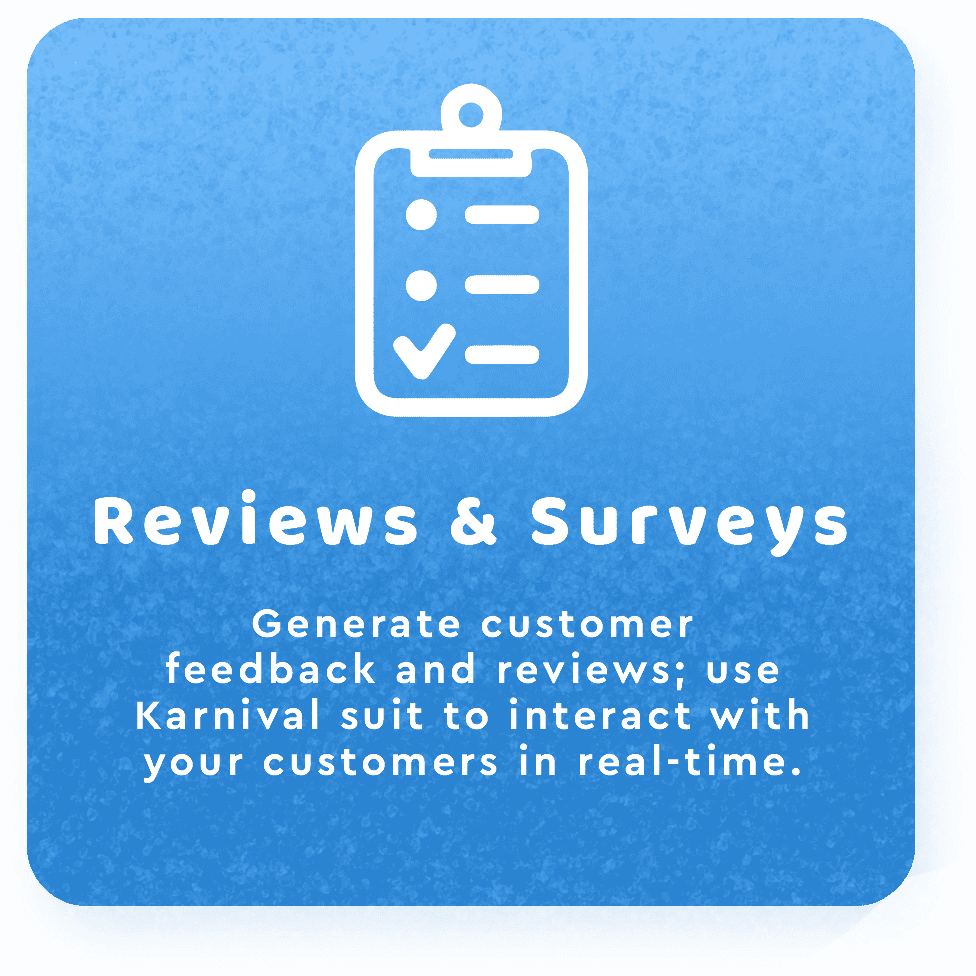 Reviews & Surveys
Generate customer
feedback and reviews; use
Karnival suit to interact with
your customers in real-time.